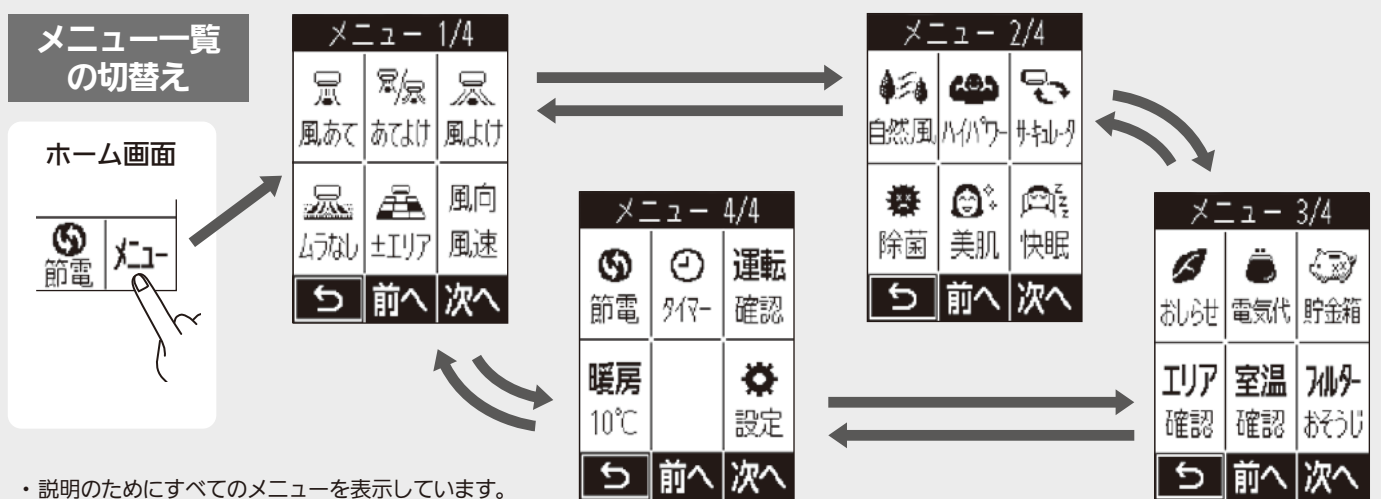 メニュー一覧
の切替え
ホーム画面
節電 メニュー
メニュー 1/4
風あて あてよけ 風よけ
ムラなし ±エリア 風向
風速
前へ 次へ
メニュー 2/4
自然風 ハイパワー サーキュレータ
除菌 美肌 快眠
前へ 次へ
メニュー 3/4
おしらせ 電気代 貯金箱
エリア 室温 フィルター
確認 確認 おそうじ
前へ 次へ
メニュー 4/4
節電 タイマー 運転
確認
暖房
10℃ 設定
前へ 次へ
・説明のためにすべてのメニューを表示しています。